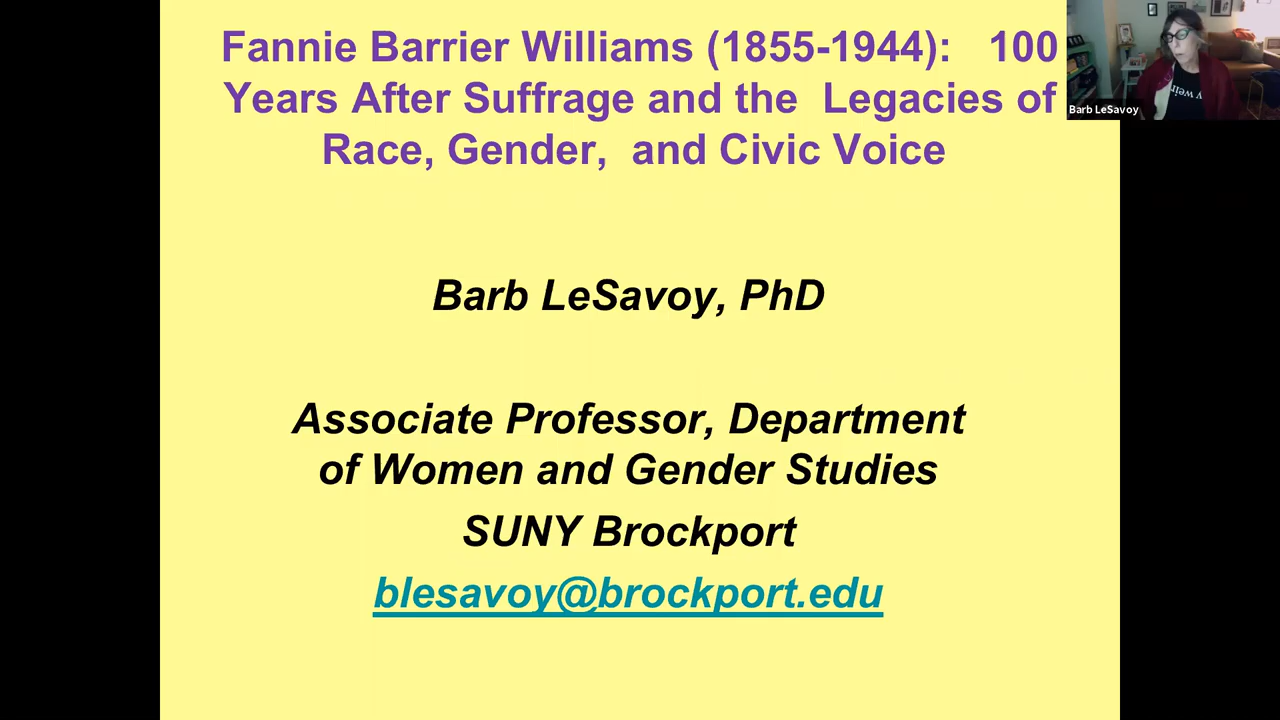 Fannie Barrier Williams (1855-1944): 100
Years After Suffrage and the Legacies of
Race, Gender, and Civic Voice
Barb LeSavoy
Barb LeSavoy, PhD
Associate Professor, Department
of Women and Gender Studies
SUNY Brockport
blesavoy@brockport.edu